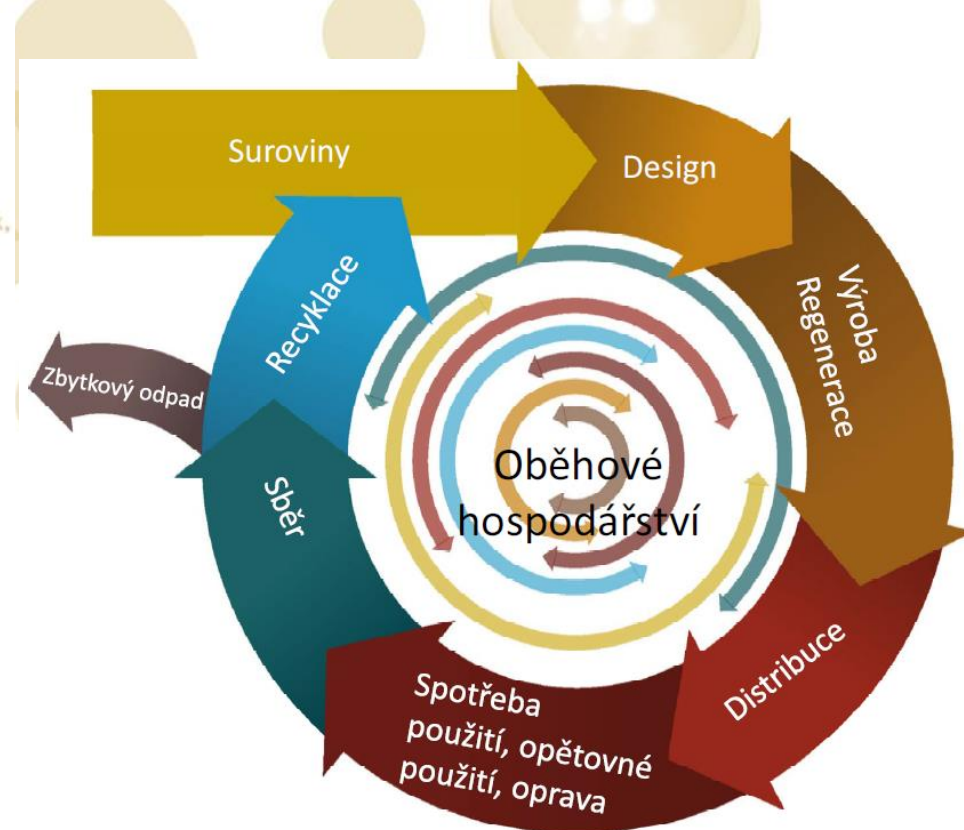 Suroviny
Design
Výroba
Regenerace
Distribuce
Spotřeba
použití, opětovné
použití, oprava
Sběr
Recyklace
Zbytkový odpad
Oběhové
hospodářství